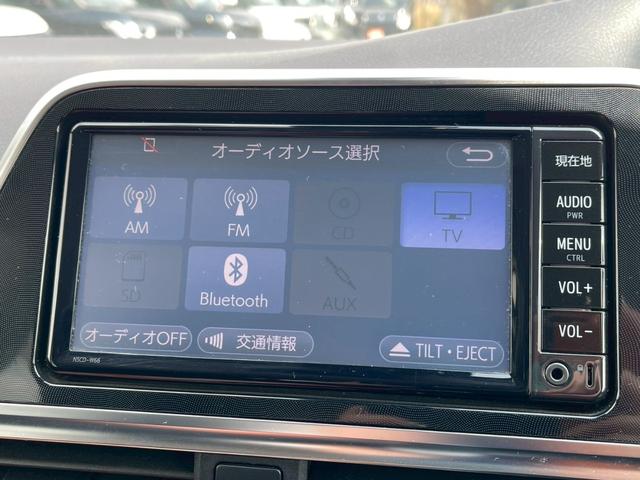 オーディオソース選択
AM
FM
CD
TV
SD
Bluetooth
AUX
オーディオOFF
交通情報
TILT・EJECT
NSCD-W66
現在地
AUDIO
PWR
MENU
CTRL
VOL+
VOL-